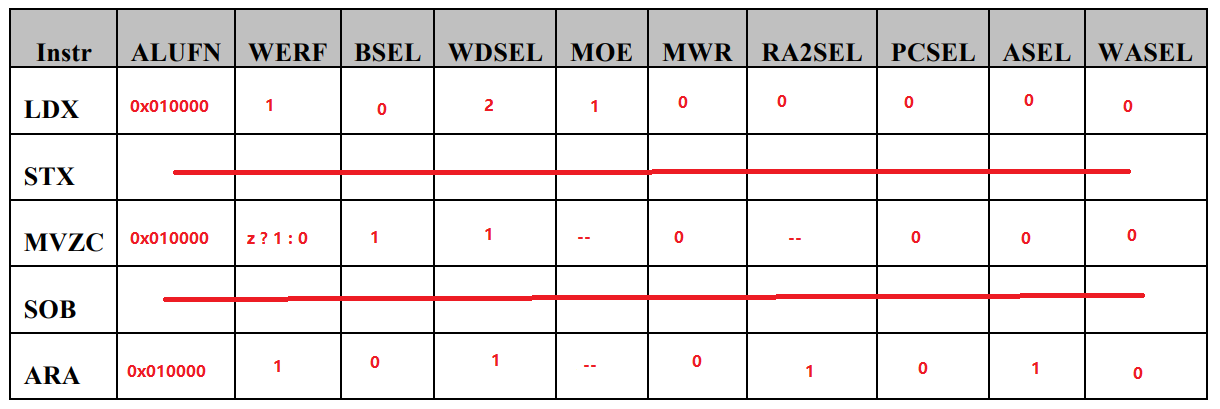 Instr ALUFN WERF BSEL WDSEL MOE MWR RA2SEL PCSEL ASEL WASEL
LDX 0x010000 1 0 2 1 0 0 0 0 0
STX
MVZC 0x010000 z ? 1 : 0 1 1 -- 0 -- 0 0 0
SOB
ARA 0x010000 1 0 1 -- 0 1 0 1 0